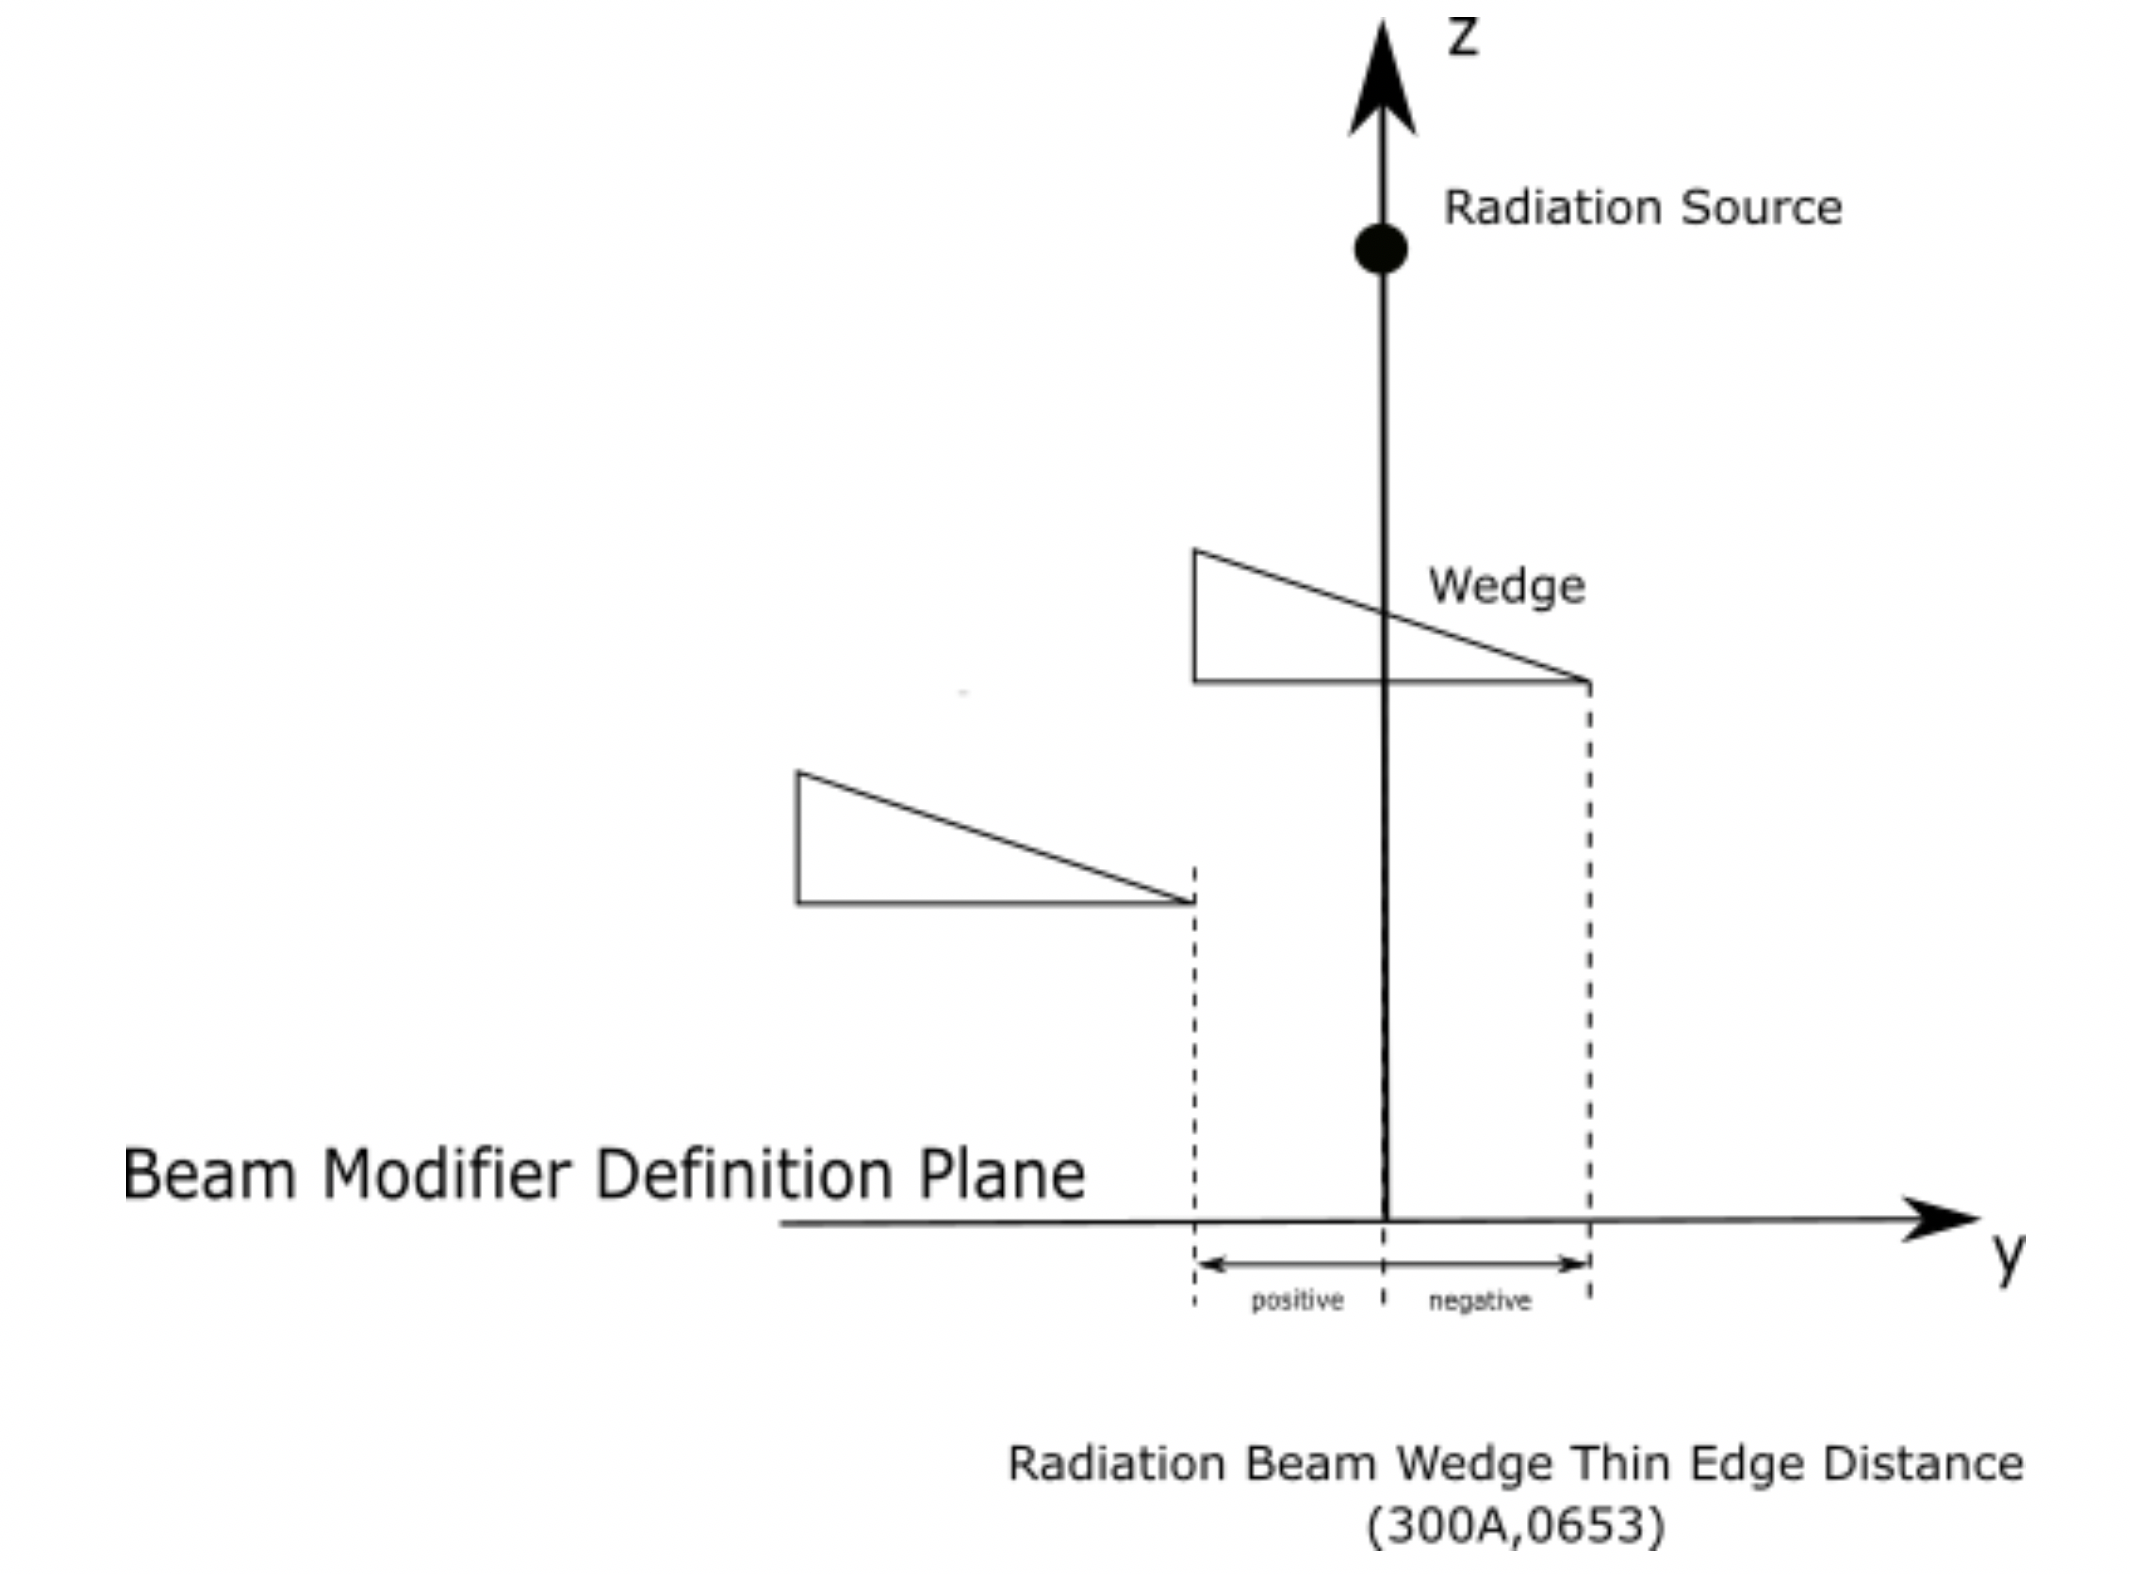 z
Radiation Source
Wedge
Beam Modifier Definition Plane
y
positive negative
Radiation Beam Wedge Thin Edge Distance
(300A,0653)